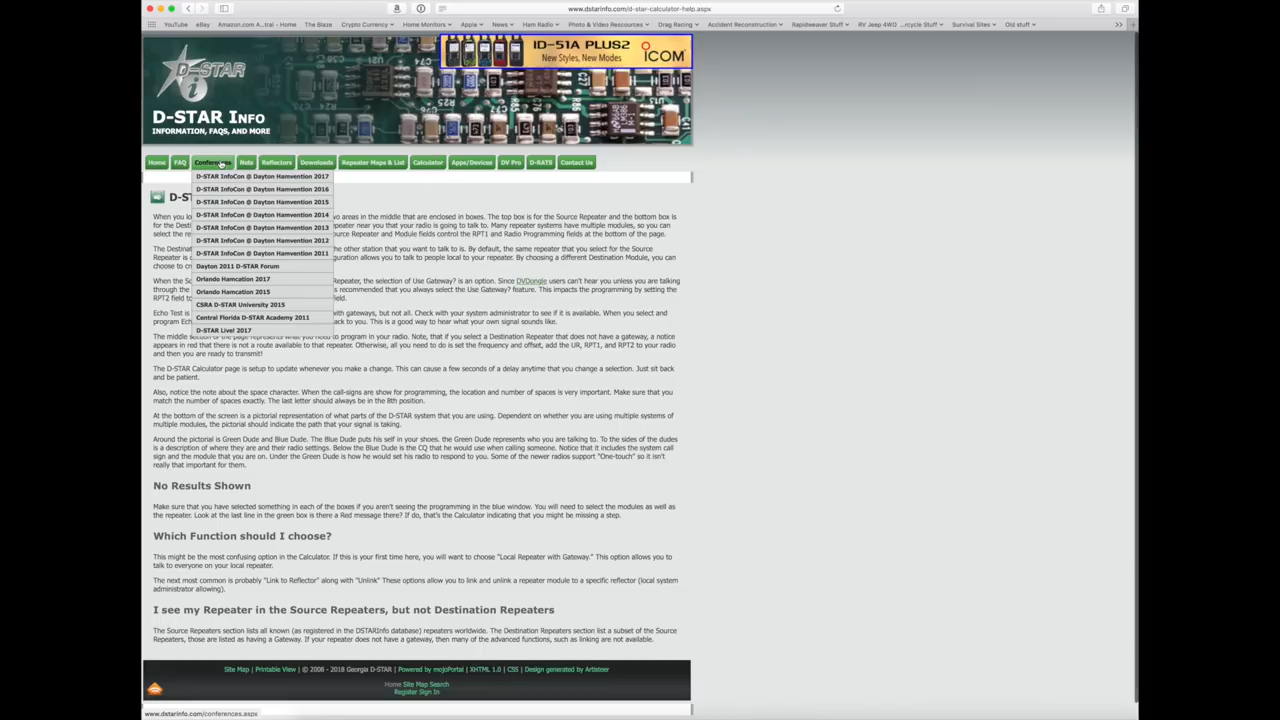 www.dstarinfo.com/d-star-calculator-help.aspx
YouTube eBay Amazon.com A...tral - Home The Blaze Crypto Currency Home Monitors Apple News Ham Radio Photo & Video Rescources Drag Racing Accident Reconstruction Rapidweaver Stuff RV Jeep 4WD ...rcycle Stuff Survival Sites Old stuff
D-STAR
ID-51A PLUS2
New Styles, New Modes
ICOM
D-STAR INFO
INFORMATION, FAQS, AND MORE
Home FAQ Conferences Nets Reflectors Downloads Repeater Maps & List Calculator Apps/Devices DV Pro D-RATS Contact Us
D-STAR InfoCon @ Dayton Hamvention 2017
D-STAR InfoCon @ Dayton Hamvention 2016
D-STAR InfoCon @ Dayton Hamvention 2015
D-STAR InfoCon @ Dayton Hamvention 2014
D-STAR InfoCon @ Dayton Hamvention 2013
D-STAR InfoCon @ Dayton Hamvention 2012
D-STAR InfoCon @ Dayton Hamvention 2011
Dayton 2011 D-STAR Forum
Orlando Hamcation 2017
Orlando Hamcation 2015
CSRA D-STAR University 2015
Central Florida D-STAR Academy 2011
D-STAR Live! 2017
D-S
When you lo wo areas in the middle that are enclosed in boxes. The top box is for the Source Repeater and the bottom box is
for the Destin epeater near you that your radio is going to talk to. Many repeater systems have multiple modules, so you can
select the re ource Repeater and Module fields control the RPT1 and Radio Programming fields at the bottom of the page.
The Destina the other station that you want to talk to is. By default, the same repeater that you select for the Source
Repeater is guration allows you to talk to people local to your repeater. By choosing a different Destination Module, you are
choosing to cr
When the So Repeater, the selection of Use Gateway? is an option. Since DVDongle users can't hear you unless you are talking
through the s recommended that you always select the Use Gateway? feature. This impacts the programming by setting the
RPT2 field to
Echo Test is with gateways, but not all. Check with your system administrator to see if it is available. When you select and
program Ech back to you. This is a good way to hear what your own signal sounds like.
The middle section of the page represents what you need to program in your radio. Note, that if you select a Destination Repeater that does not have a gateway, a notice
appears in red that there is not a route available to that repeater. Otherwise, all you need to do is set the frequency and offset, add the UR, RPT1, and RPT2 to your radio
and then you are ready to transmit!
The D-STAR Calculator page is setup to update whenever you make a change. This can cause a few seconds of a delay anytime that you change a selection. Just sit back
and be patient.
Also, notice the note about the space character. When the call-signs are show for programming, the location and number of spaces is very important. Make sure that you
match the number of spaces exactly. The last letter should always be in the 8th position.
At the bottom of the screen is a pictorial representation of what parts of the D-STAR system that you are using. Dependent on whether you are using multiple systems of
multiple modules, the pictorial should indicate the path that your signal is taking.
Around the pictorial is Green Dude and Blue Dude. The Blue Dude puts his self in your shoes. the Green Dude represents who you are talking to. To the sides of the dudes
is a description of where they are and their radio settings. Below the Blue Dude is the CQ that he would use when calling someone. Notice that it includes the system call
sign and the module that you are on. Under the Green Dude is how he would set his radio to respond to you. Some of the newer radios support "One-touch" so it isn't
really that important for them.
No Results Shown
Make sure that you have selected something in each of the boxes if you aren't seeing the programming in the blue window. You will need to select the modules as well as
the repeater. Look at the last line in the green box is there a Red message there? If do, that's the Calculator indicating that you might be missing a step.
Which Function should I choose?
This might be the most confusing option in the Calculator. If this is your first time here, you will want to choose "Local Repeater with Gateway." This option allows you to
talk to everyone on your local repeater.
The next most common is probably "Link to Reflector" along with "Unlink" These options allow you to link and unlink a repeater module to a specific reflector (local system
administrator allowing).
I see my Repeater in the Source Repeaters, but not Destination Repeaters
The Source Repeaters section lists all known (as registered in the DSTARInfo database) repeaters worldwide. The Destination Repeaters section list a subset of the Source
Repeaters, those are listed as having a Gateway. If your repeater does not have a gateway, then many of the advanced functions, such as linking are not available.
Site Map | Printable View | © 2006 - 2018 Georgia D-STAR | Powered by mojoPortal | XHTML 1.0 | CSS | Design generated by Artisteer
Home Site Map Search
Register Sign In
www.dstarinfo.com/conferences.aspx